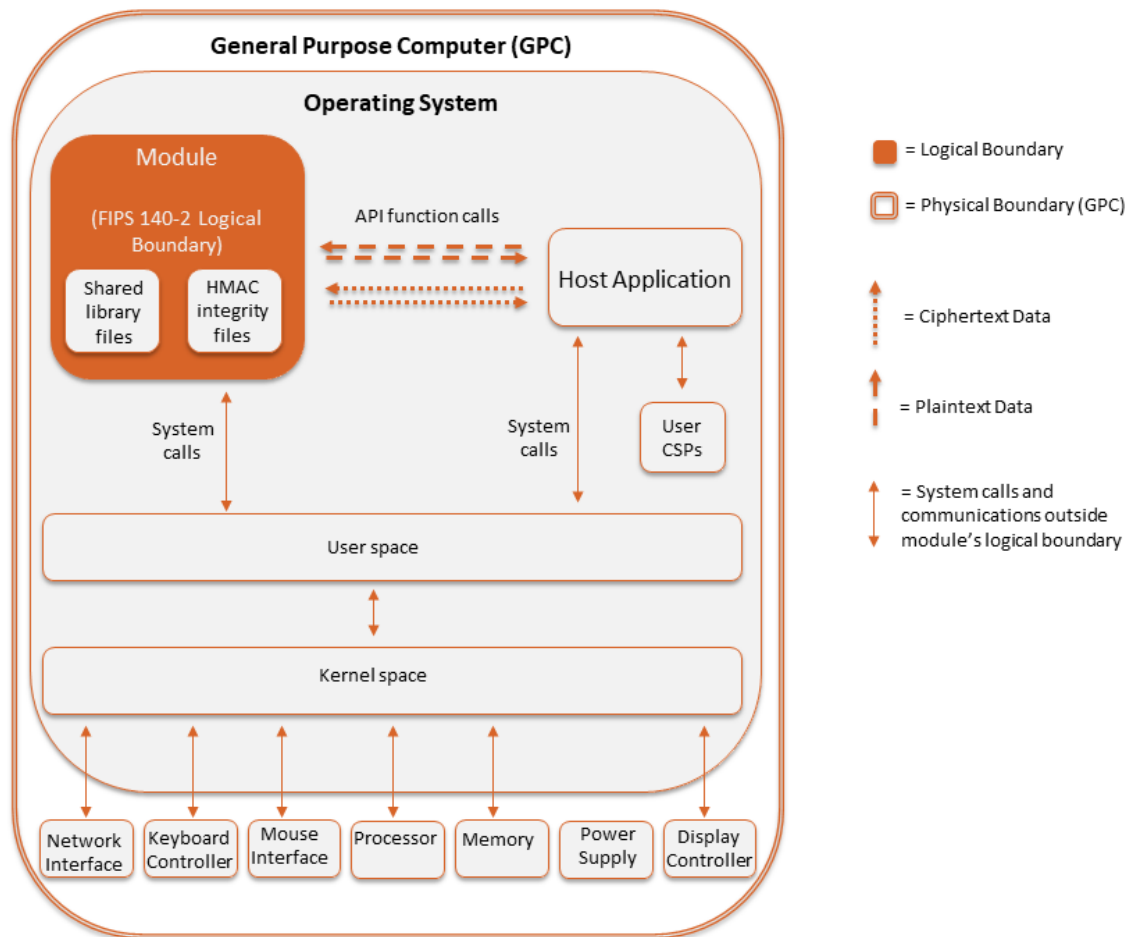 General Purpose Computer (GPC)
Operating System
Module
(FIPS 140-2 Logical
Boundary)
Shared
library
files
HMAC
integrity
files
API function calls
Host Application
System
calls
System
calls
User
CSPs
User space
Kernel space
Network
Interface
Keyboard
Controller
Mouse
Interface
Processor
Memory
Power
Supply
Display
Controller
= Logical Boundary
= Physical Boundary (GPC)
= Ciphertext Data
= Plaintext Data
= System calls and
communications outside
module's logical boundary